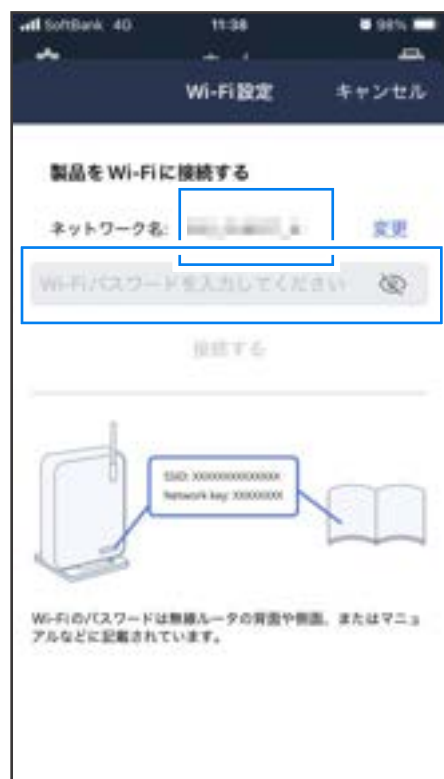 SoftBank 4G 11:38 98%
Wi-Fi設定 キャンセル
製品をWi-Fiに接続する
ネットワーク名: 変更
Wi-Fiパスワードを入力してください
接続する
SSID: XXXXXXXXXXXXXX
Network key: XXXXXXXX
Wi-Fiのパスワードは無線ルータの背面や側面、またはマニュ
アルなどに記載されています。